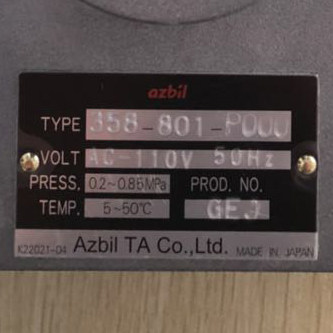 azbil
TYPE 358-801-P000
VOLT AC-110V 50Hz
PRESS. 0.2~0.85MPa PROD. NO.
TEMP. 5~50℃ GEJ
K22021-04 Azbil TA Co.,Ltd. MADE IN JAPAN